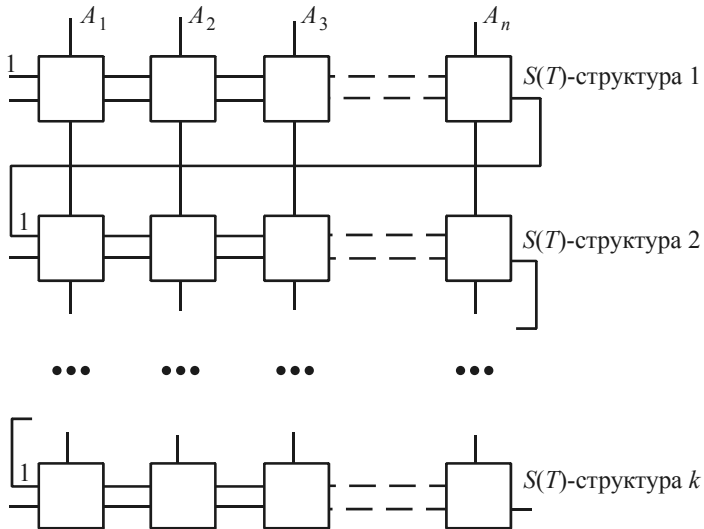 A1 A2 A3 An
1 S(T)-структура 1
1 S(T)-структура 2
1 S(T)-структура k